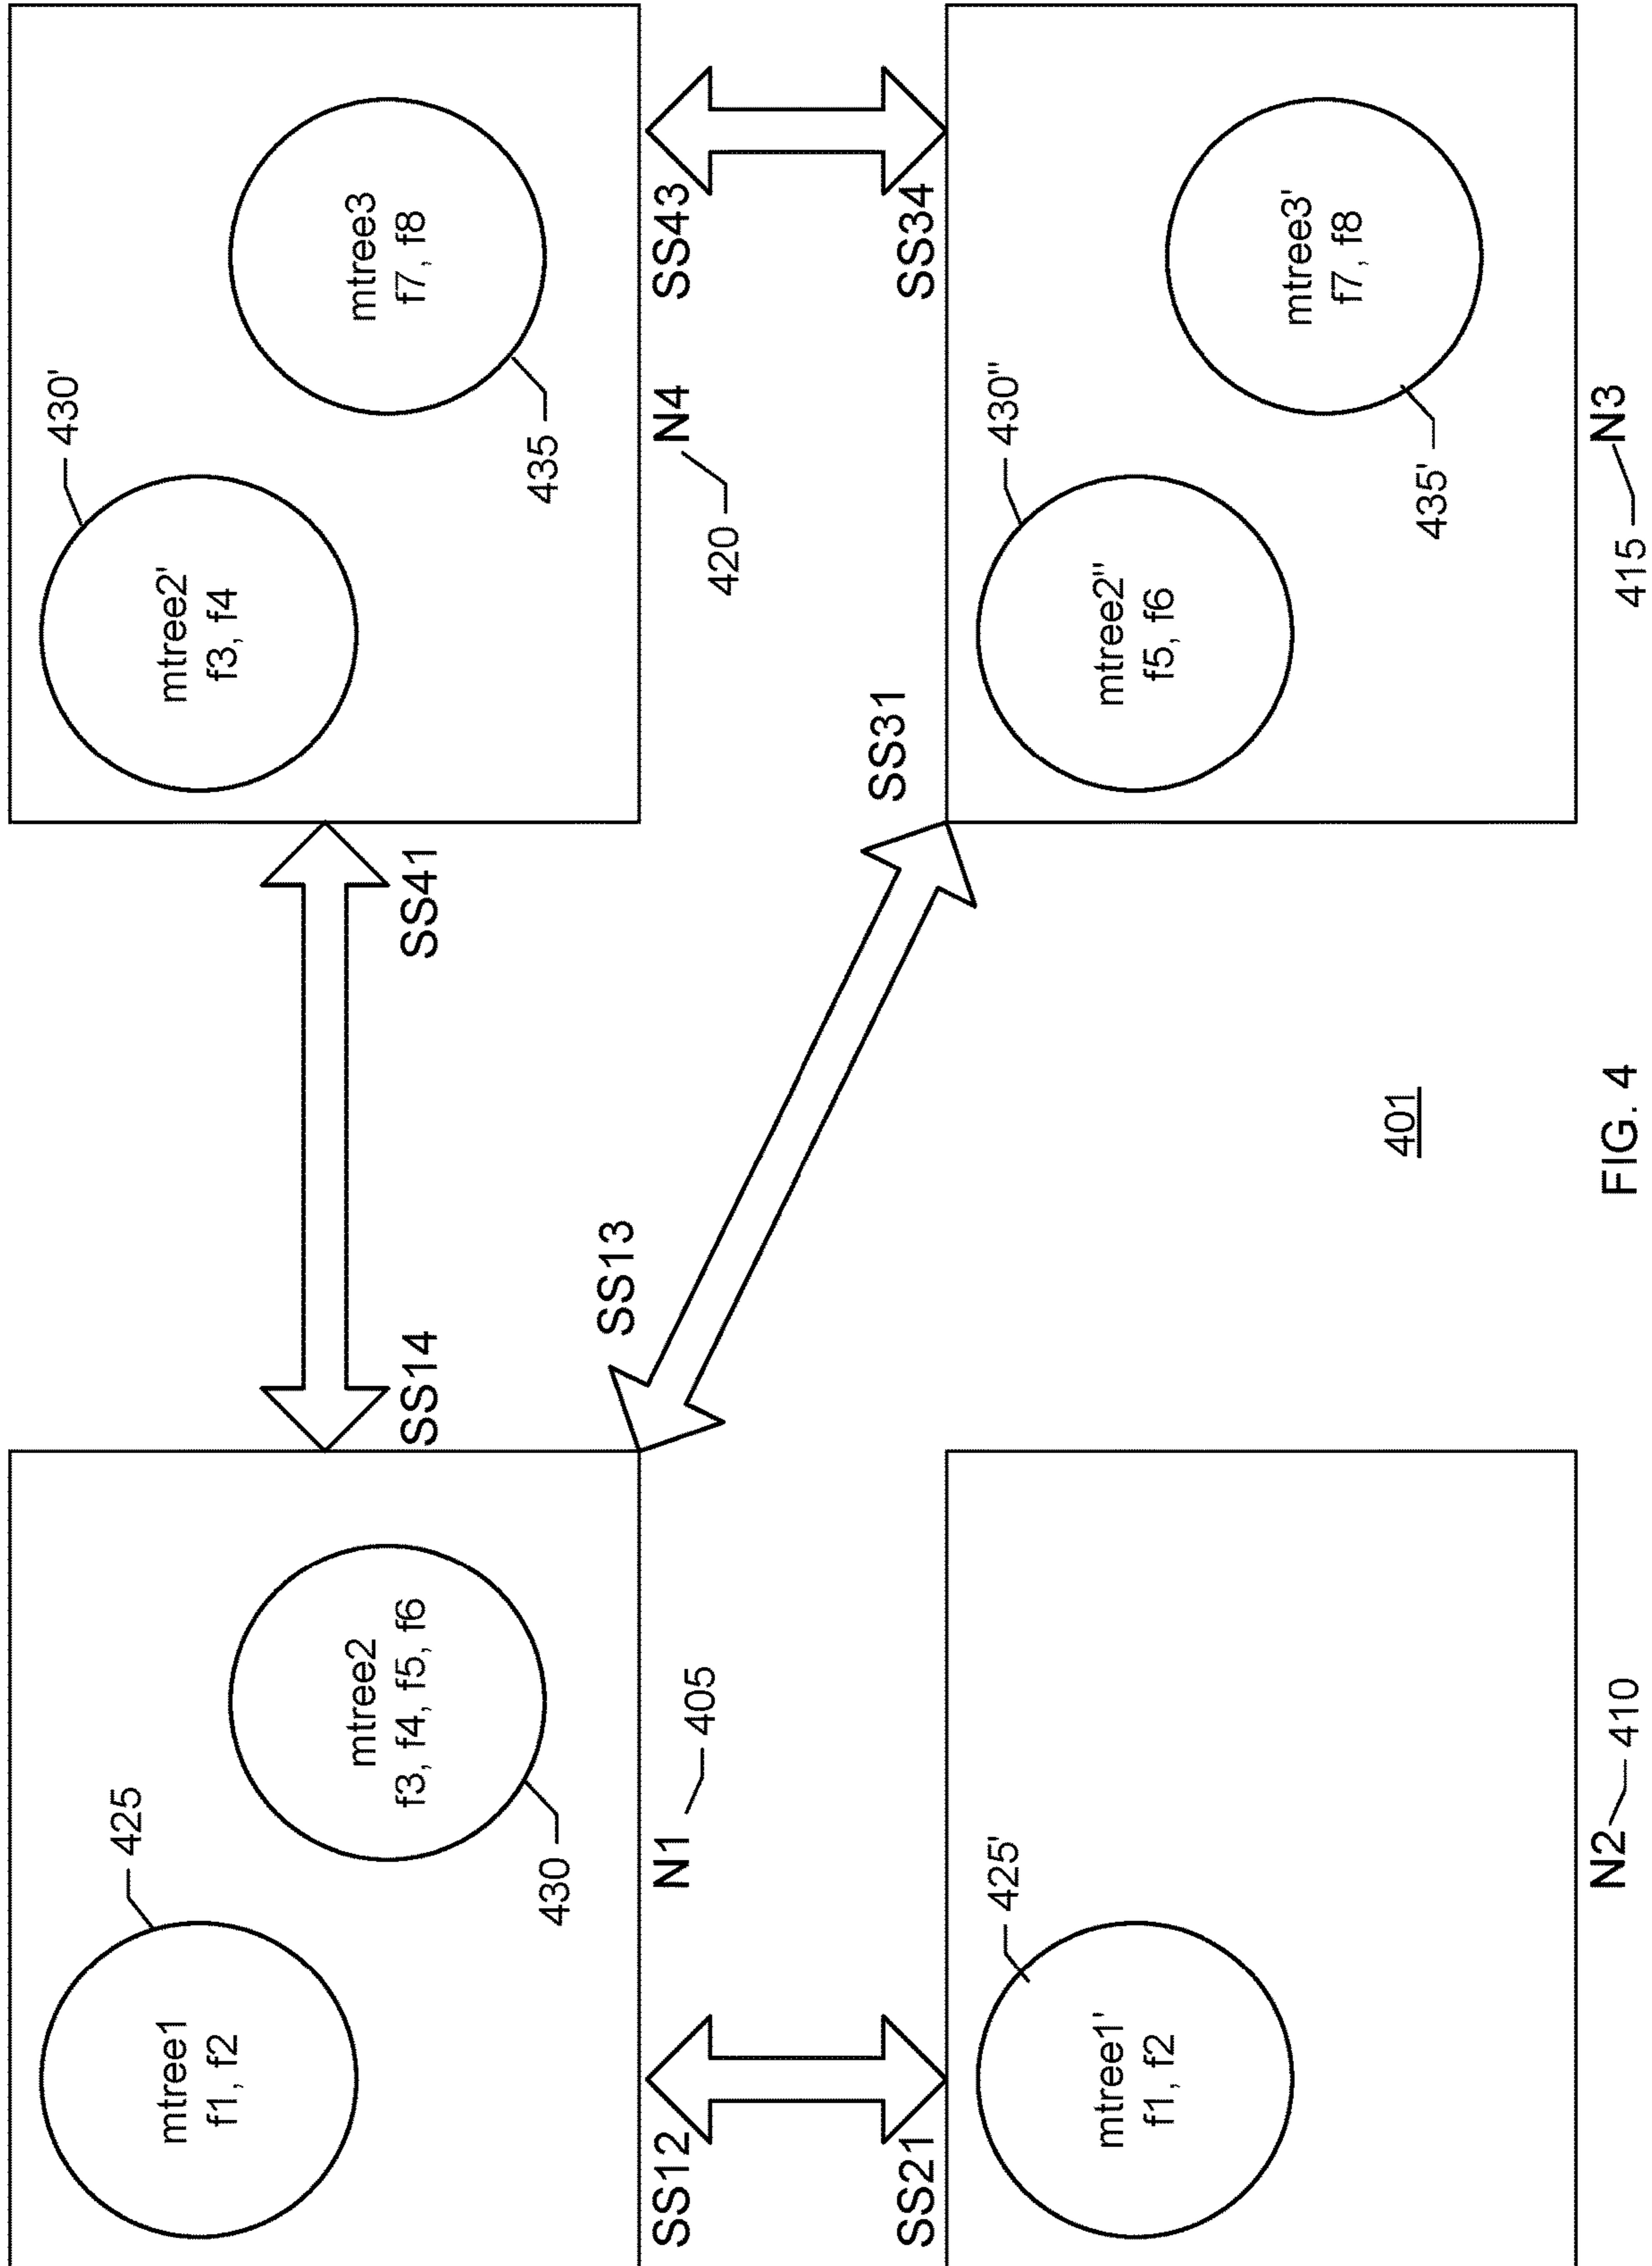 425
mtree1
f1, f2
mtree2
f3, f4, f5, f6
430
SS12
N1
405
SS14
SS13
SS41
430'
mtree2'
f3, f4
mtree3
f7, f8
435
N4
420
SS43
SS21
425'
mtree1'
f1, f2
N2
410
SS31
SS34
430"
mtree2"
f5, f6
mtree3'
f7, f8
435'
415
N3
401
FIG. 4